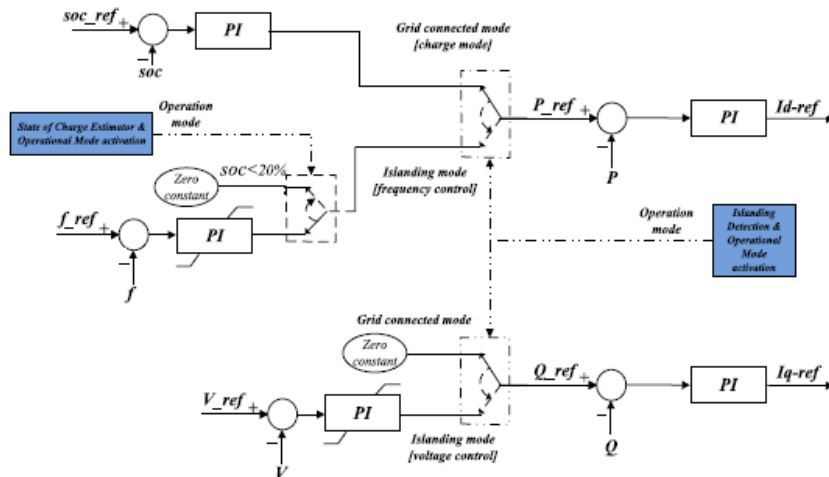 soc_ref
+
PI
−
soc
Grid connected mode
[charge mode]
P_ref
+
PI
Id-ref
−
P
State of Charge Estimator &
Operational Mode activation
Operation
mode
soc<20%
Zero
constant
Islanding mode
[frequency control]
f_ref
+
PI
−
f
Operation
mode
Islanding
Detection &
Operational
Mode
activation
Grid connected mode
Zero
constant
Q_ref
+
PI
Iq-ref
−
Q
V_ref
+
PI
−
V
Islanding mode
[voltage control]